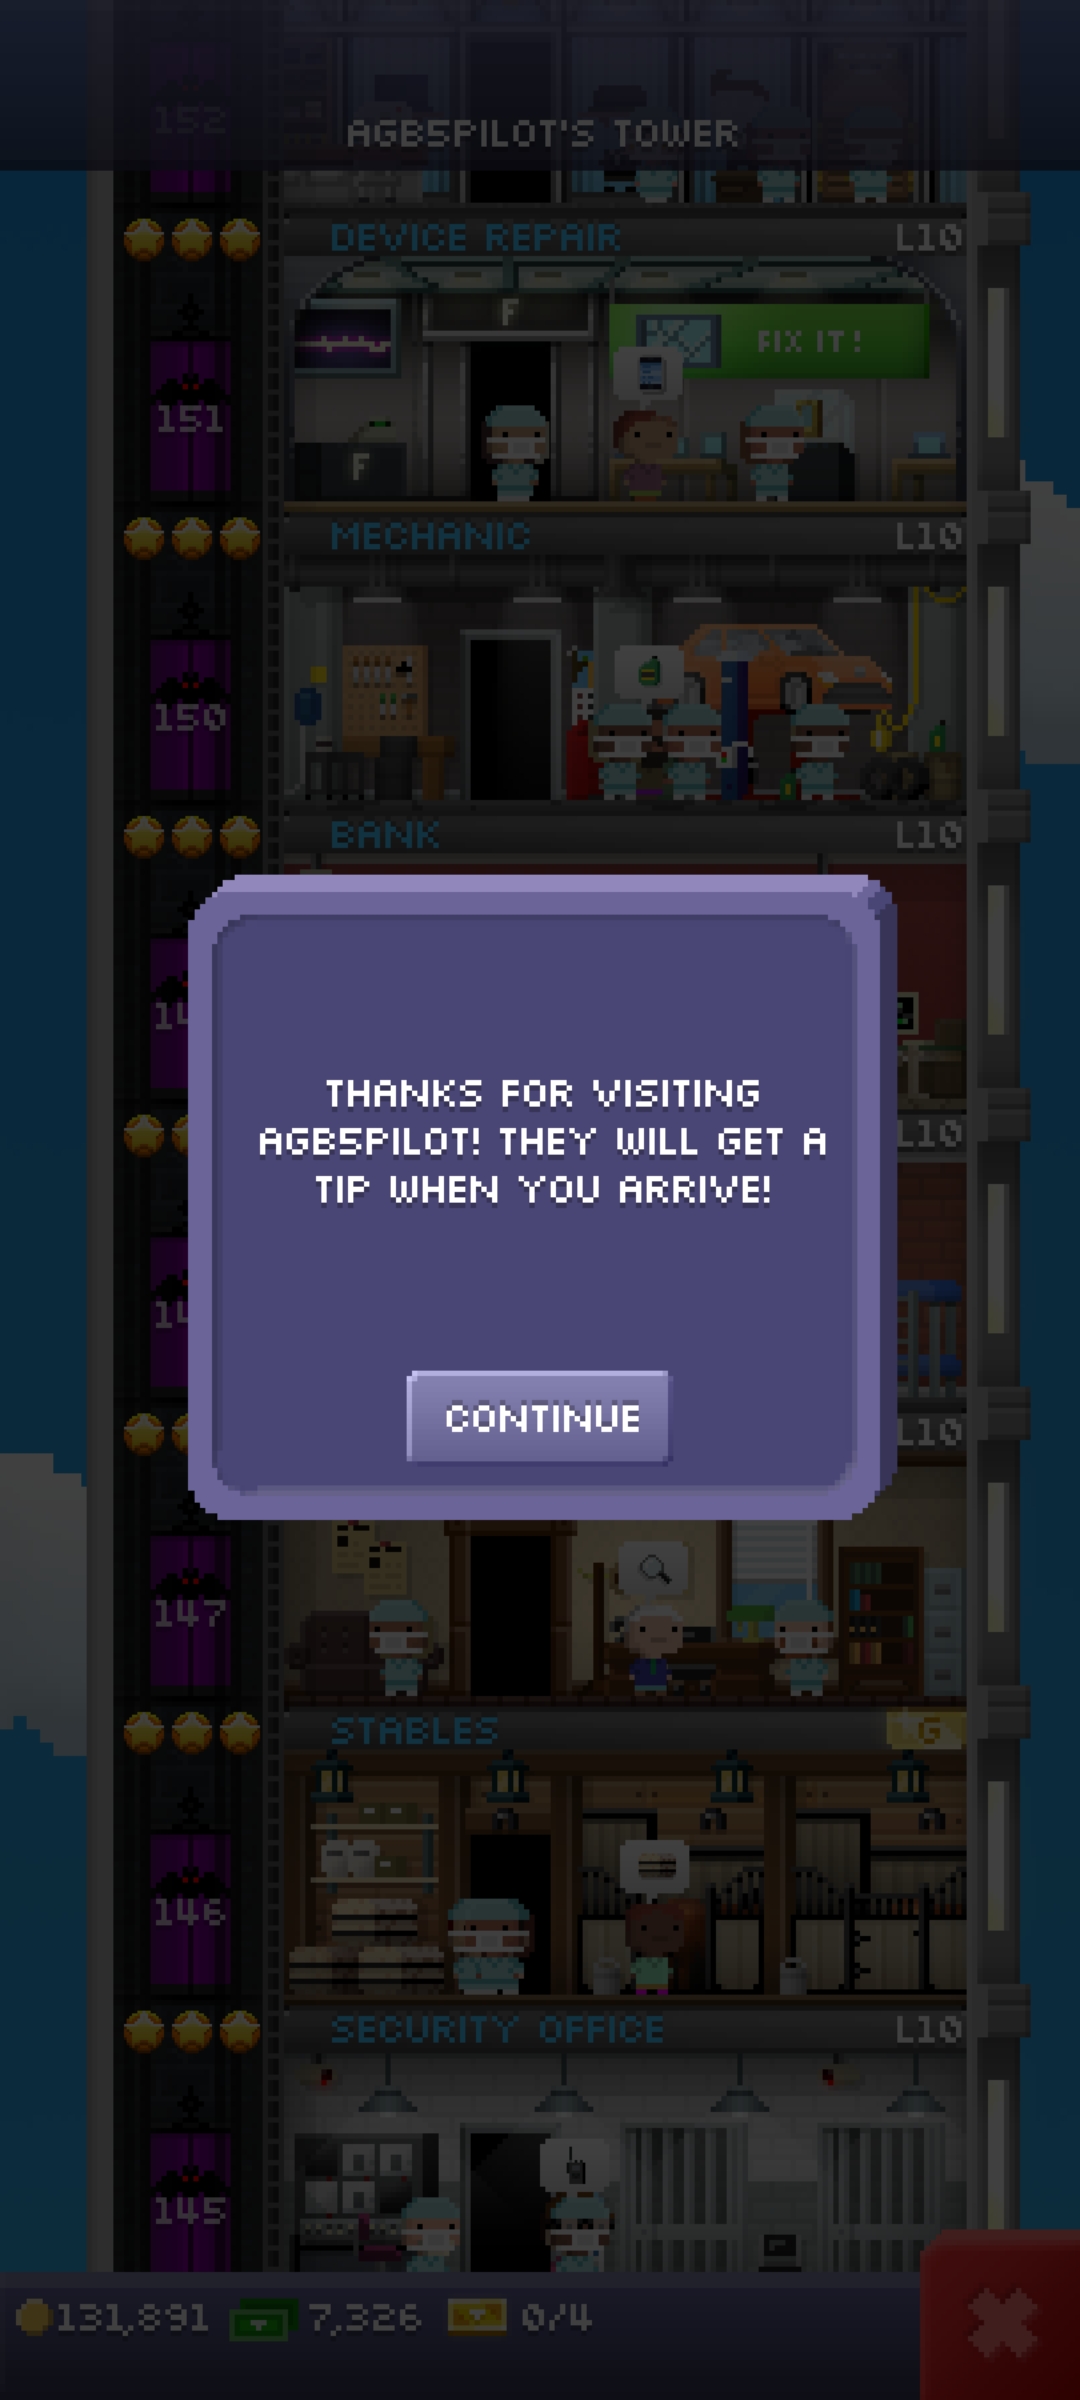 152
AGB5PILOT'S TOWER
DEVICE REPAIR L10
F
FIX IT!
151
F
MECHANIC L10
150
BANK L10
14
L10
THANKS FOR VISITING
AGB5PILOT! THEY WILL GET A
TIP WHEN YOU ARRIVE!
14
CONTINUE
L10
147
STABLES G
146
SECURITY OFFICE L10
145
131,891 7,326 0/4